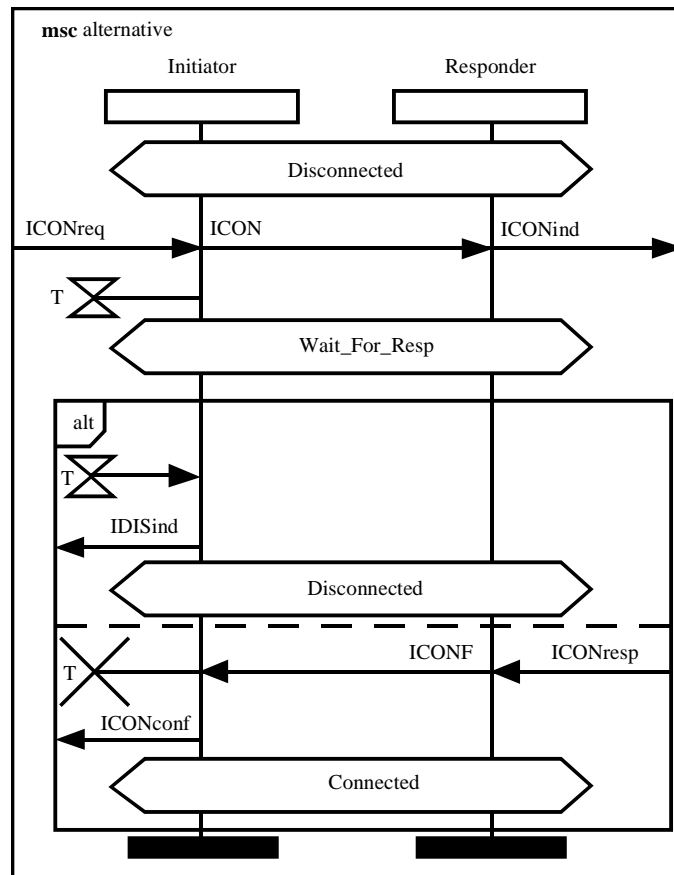 msc alternative
Initiator
Responder
Disconnected
ICONreq
ICON
ICONind
T
Wait_For_Resp
alt
T
IDISind
Disconnected
ICONF
ICONresp
T
ICONconf
Connected